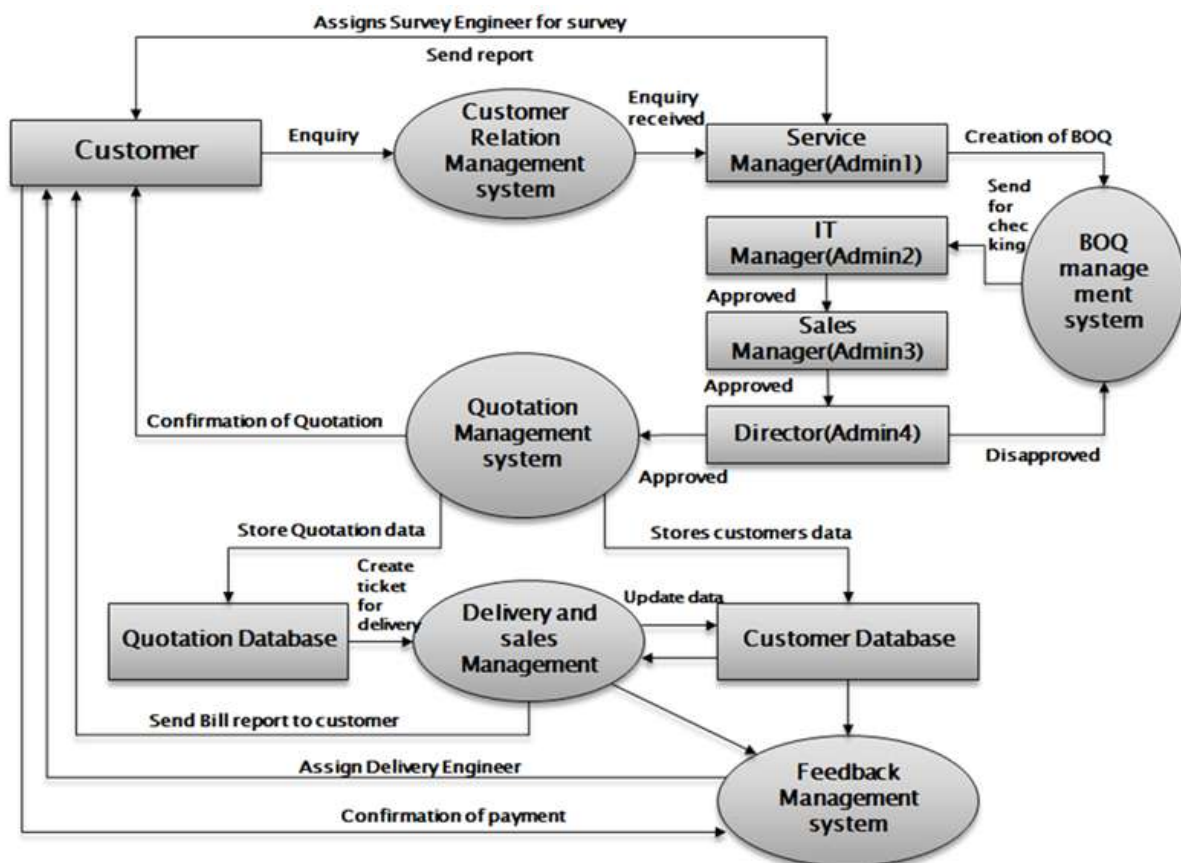 Assigns Survey Engineer for survey
Send report
Customer
Enquiry
Customer
Relation
Management
system
Enquiry
received
Service
Manager(Admin1)
Creation of BOQ
Send
for
chec
king
BOQ
manage
ment
system
IT
Manager(Admin2)
Approved
Sales
Manager(Admin3)
Approved
Director(Admin4)
Disapproved
Approved
Quotation
Management
system
Confirmation of Quotation
Store Quotation data
Stores customers data
Quotation Database
Create
ticket
for
delivery
Delivery and
sales
Management
Update data
Customer Database
Send Bill report to customer
Assign Delivery Engineer
Confirmation of payment
Feedback
Management
system